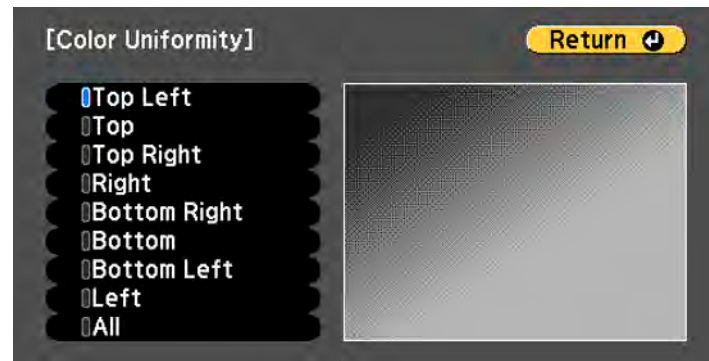 [Color Uniformity]
Return
Top Left
Top
Top Right
Right
Bottom Right
Bottom
Bottom Left
Left
All